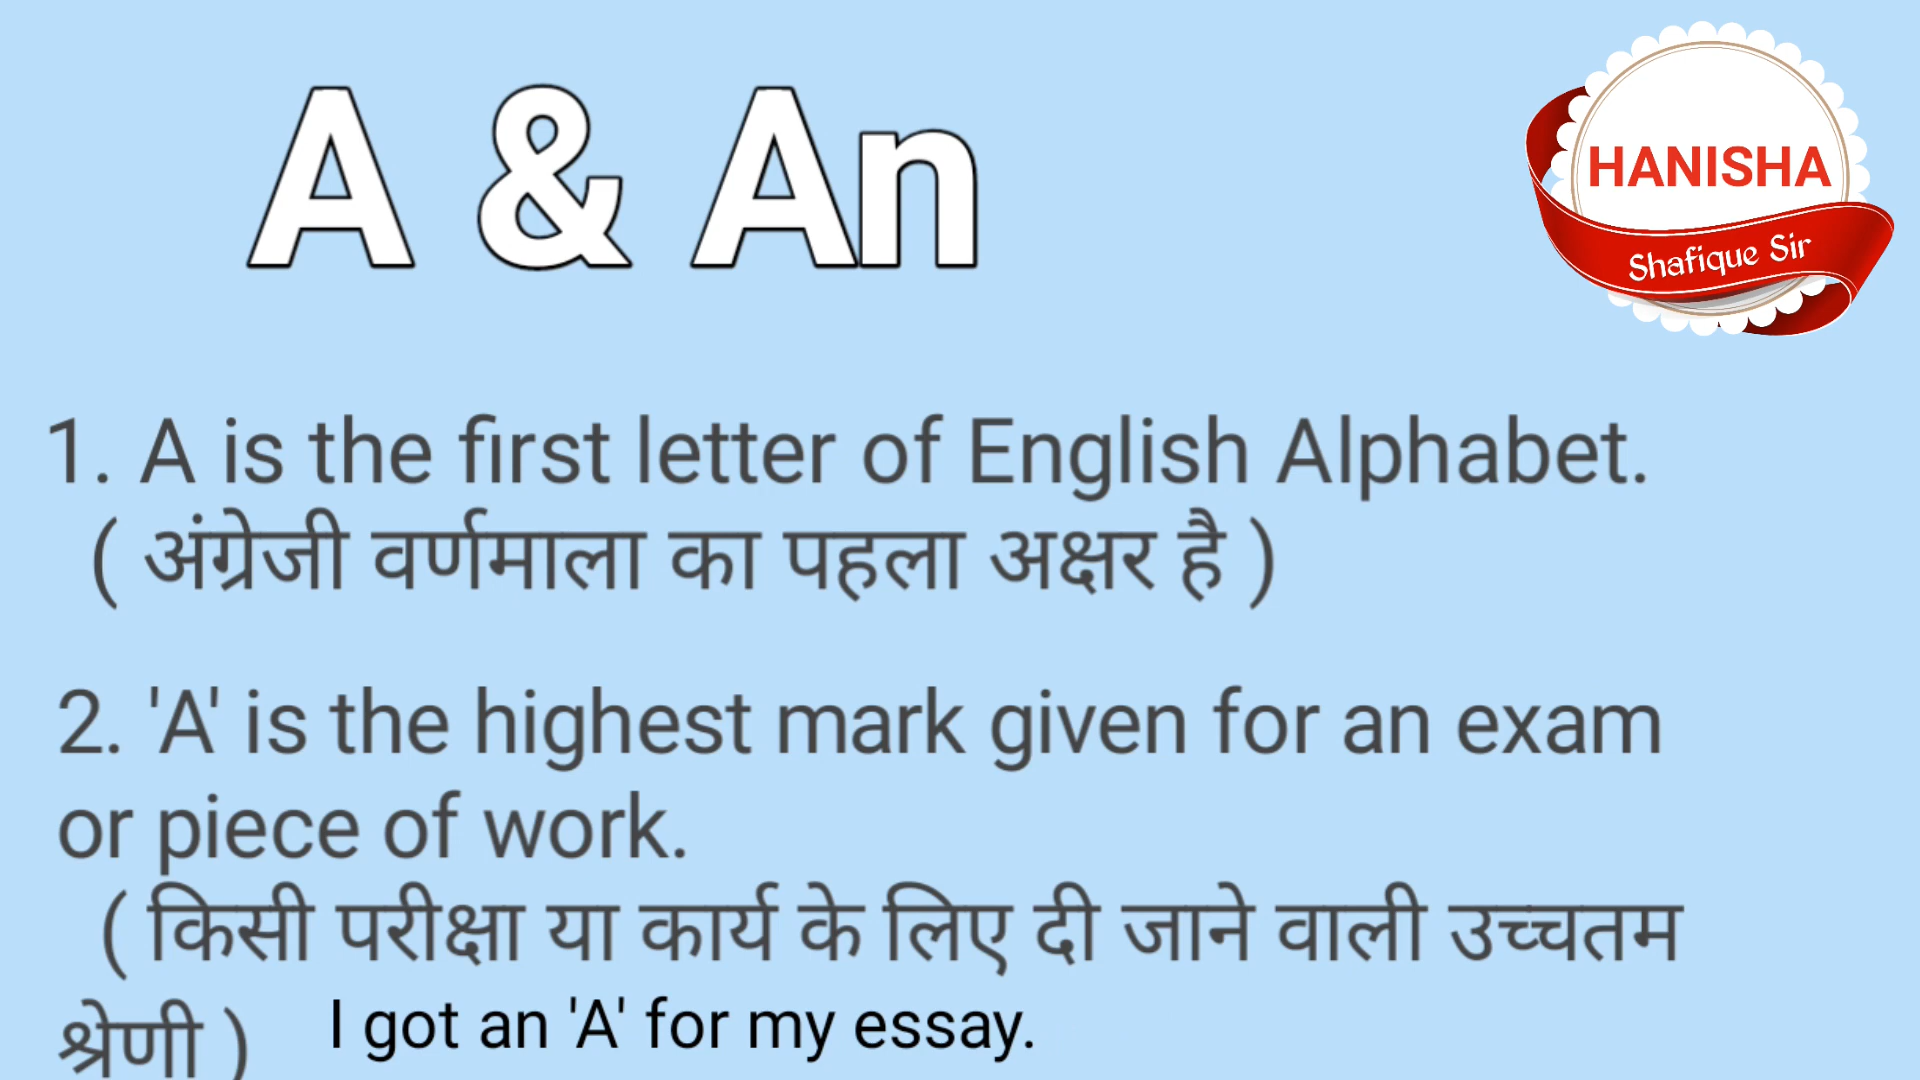 A & An
HANISHA
Shafique Sir
1. A is the first letter of English Alphabet.
( अंग्रेजी वर्णमाला का पहला अक्षर है )
2. 'A' is the highest mark given for an exam
or piece of work.
( किसी परीक्षा या कार्य के लिए दी जाने वाली उच्चतम
श्रेणी ) I got an 'A' for my essay.